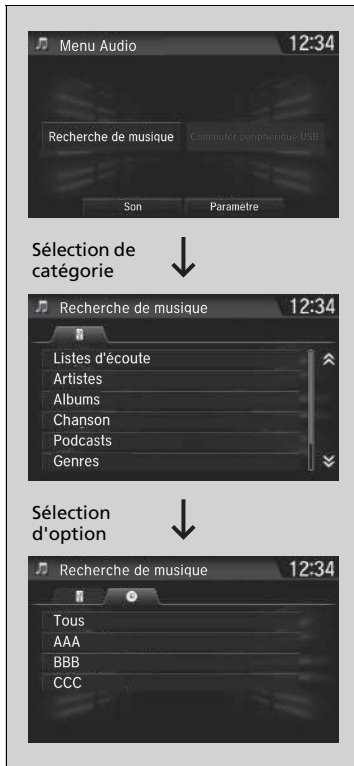 Menu Audio 12:34
Recherche de musique Commuter périphérique USB
Son Paramètre
Sélection de
catégorie
Recherche de musique 12:34
Listes d'écoute
Artistes
Albums
Chanson
Podcasts
Genres
Sélection
d'option
Recherche de musique 12:34
Tous
AAA
BBB
CCC